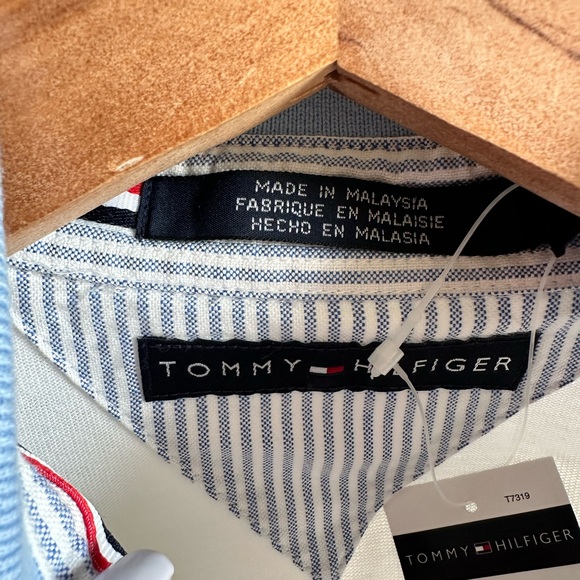 MADE IN MALAYSIA
FABRIQUE EN MALAISIE
HECHO EN MALASIA
TOMMY HILFIGER
T7319
TOMMY HILFIGER